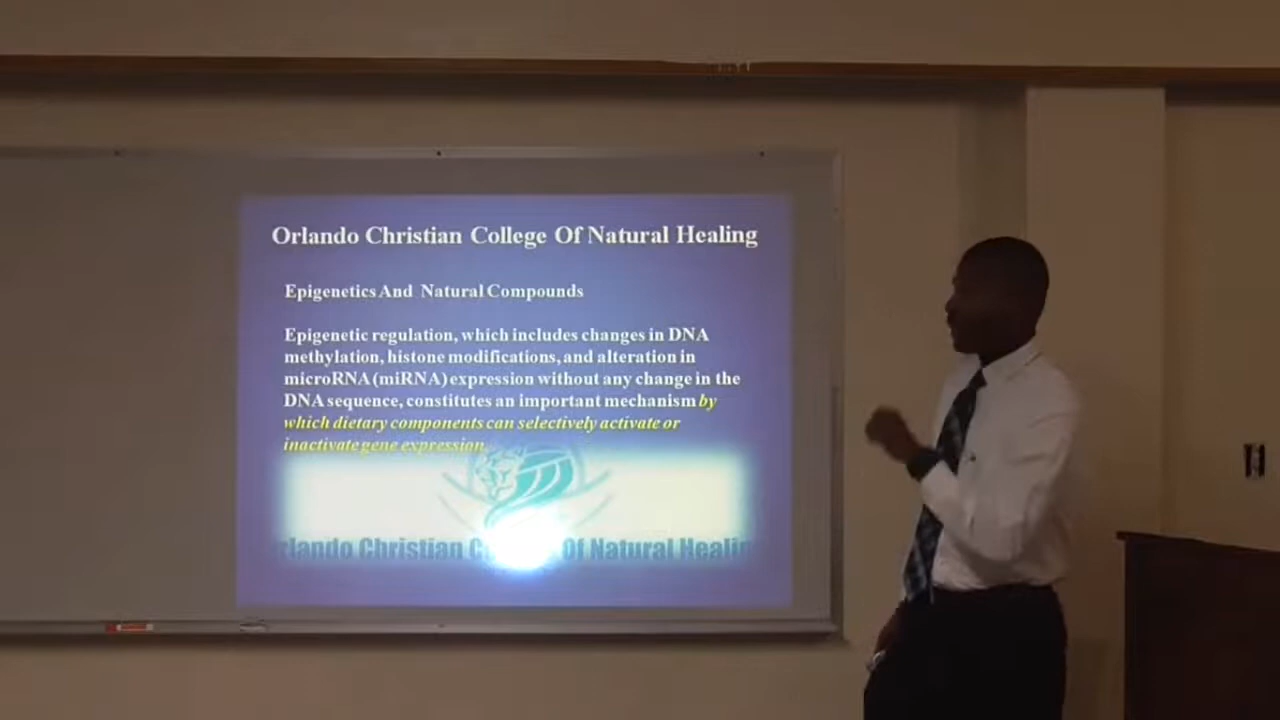 Orlando Christian College Of Natural Healing
Epigenetics And Natural Compounds
Epigenetic regulation, which includes changes in DNA
methylation, histone modifications, and alteration in
microRNA (miRNA) expression without any change in the
DNA sequence, constitutes an important mechanism by
which dietary components can selectively activate or
inactivate gene expression.
Christian Of Natural